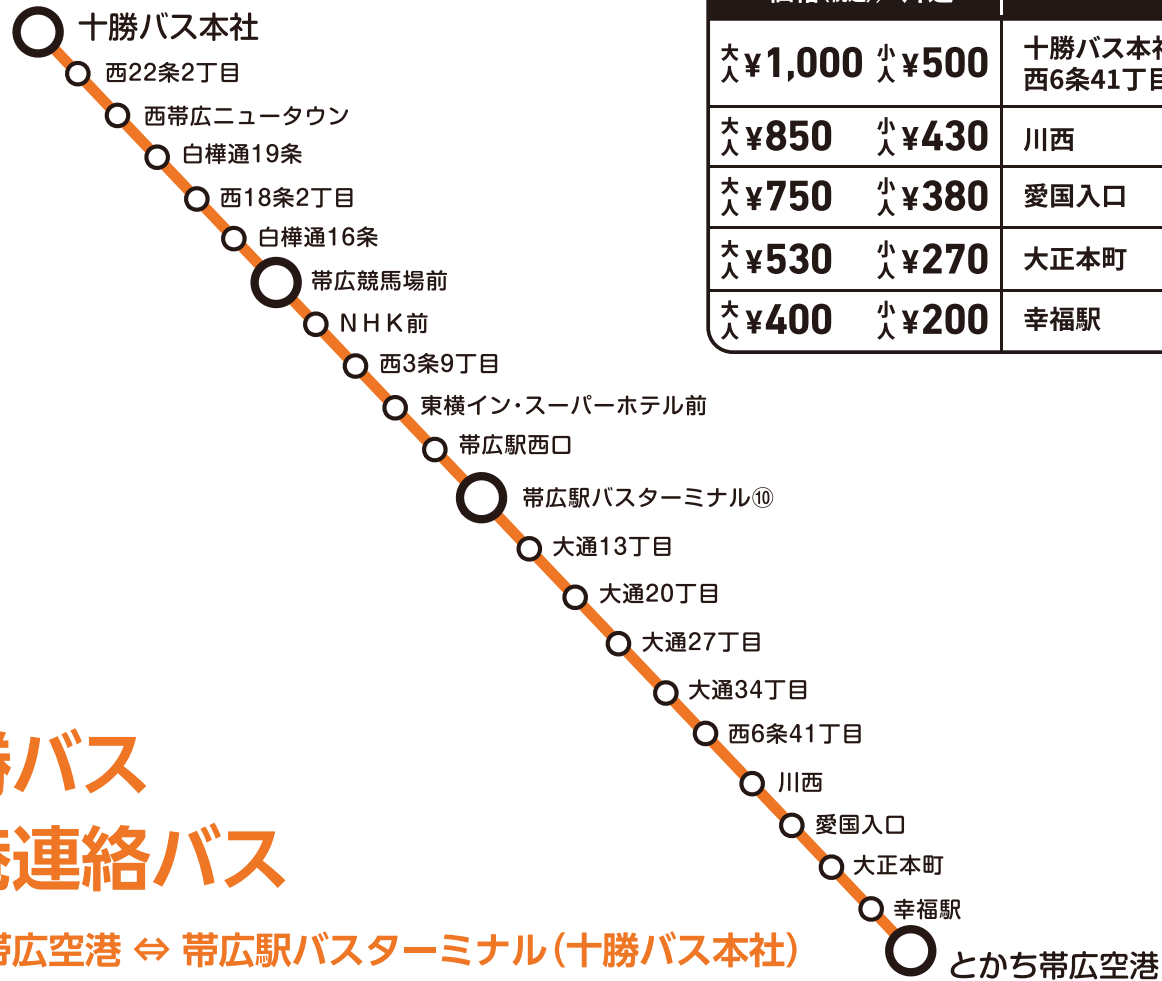 十勝バス本社
西22条2丁目
西帯広ニュータウン
白樺通19条
西18条2丁目
白樺通16条
帯広競馬場前
NHK前
西3条9丁目
東横イン・スーパーホテル前
帯広駅西口
帯広駅バスターミナル⑩
大通13丁目
大通20丁目
大通27丁目
大通34丁目
西6条41丁目
川西
愛国入口
大正本町
幸福駅
とかち帯広空港
大人 ¥1,000 小人 ¥500 十勝バス本社
西6条41丁目
大人 ¥850 小人 ¥430 川西
大人 ¥750 小人 ¥380 愛国入口
大人 ¥530 小人 ¥270 大正本町
大人 ¥400 小人 ¥200 幸福駅
勝バス
港連絡バス
帯広空港 ⇔ 帯広駅バスターミナル(十勝バス本社)